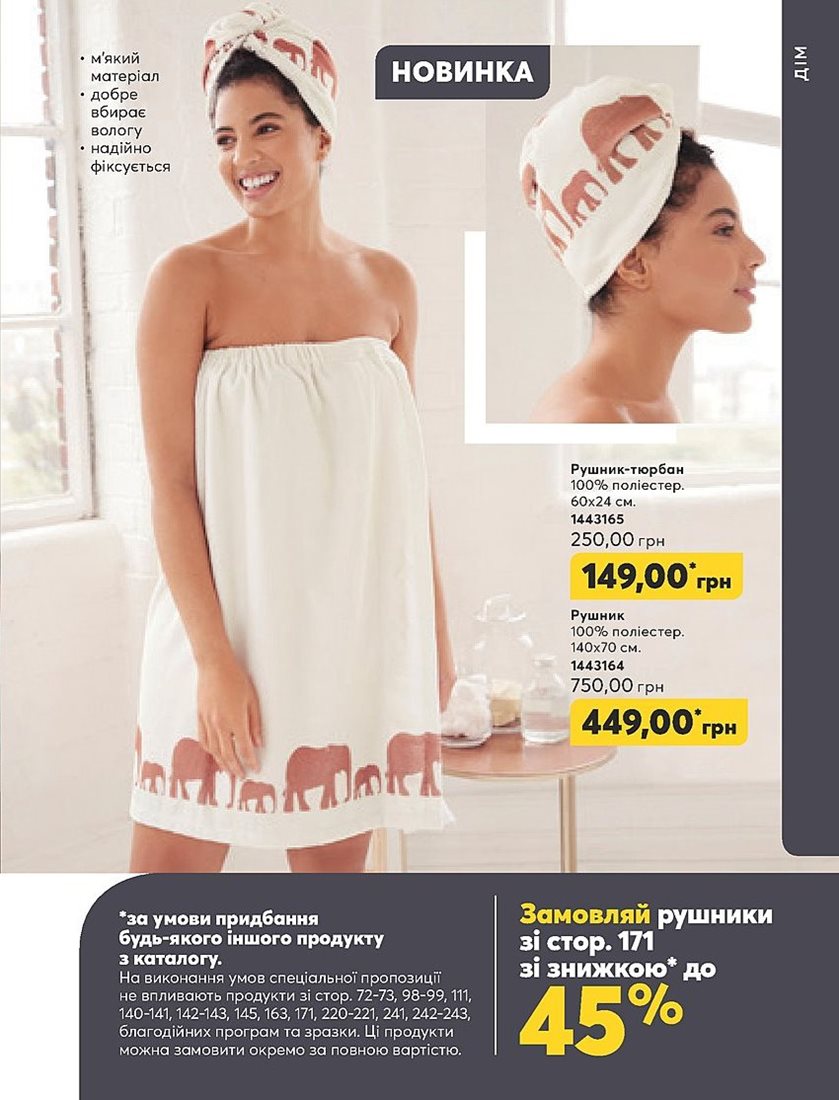 • м'який
матеріал
• добре
вбирає
вологу
• надійно
фіксується
НОВИНКА
ДІМ
Рушник-тюрбан
100% поліестер.
60х24 см.
1443165
250,00 грн
149,00* грн
Рушник
100% поліестер.
140х70 см.
1443164
750,00 грн
449,00* грн
*за умови придбання
будь-якого іншого продукту
з каталогу.
На виконання умов спеціальної пропозиції
не впливають продукти зі стор. 72-73, 98-99, 111,
140-141, 142-143, 145, 163, 171, 220-221, 241, 242-243,
благодійних програм та зразки. Ці продукти
можна замовити окремо за повною вартістю.
Замовляй рушники
зі стор. 171
зі знижкою* до
45%